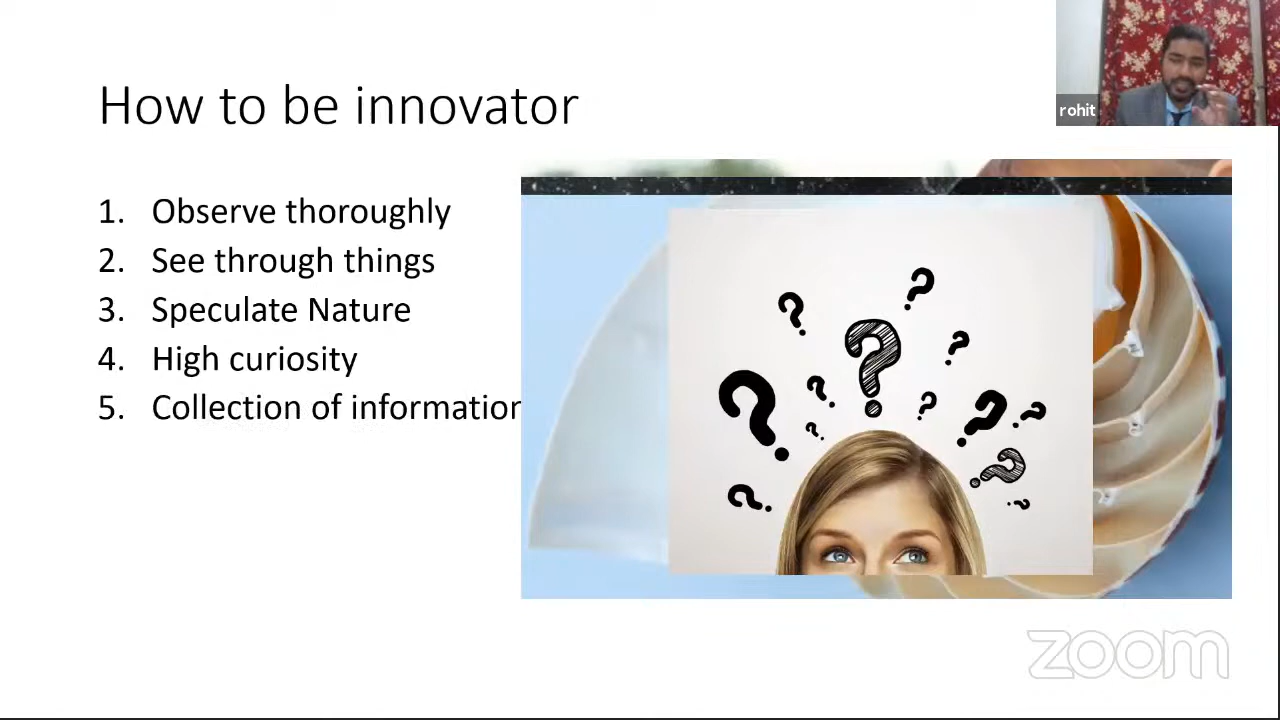 How to be innovator
rohit
1. Observe thoroughly
2. See through things
3. Speculate Nature
4. High curiosity
5. Collection of information
zoom